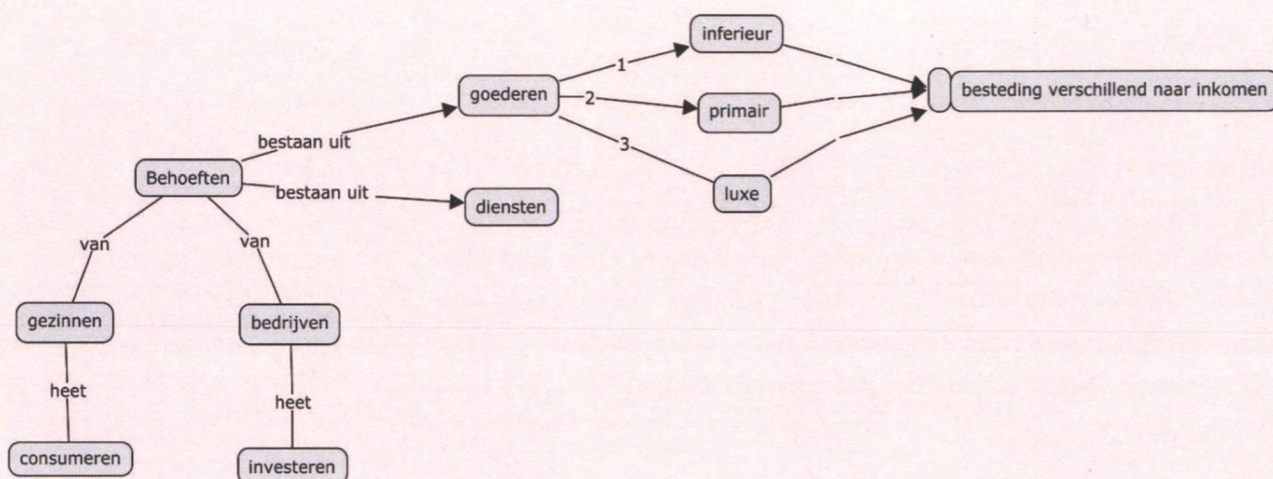 inferieur
1
goederen
2
primair
besteding verschillend naar inkomen
3
luxe
bestaan uit
Behoeften
bestaan uit
diensten
van
van
gezinnen
bedrijven
heet
heet
consumeren
investeren